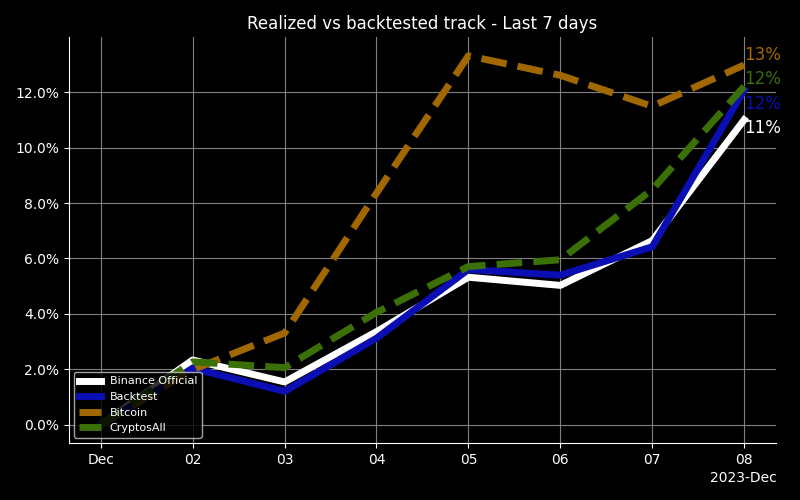 Realized vs backtested track - Last 7 days
13%
12%
12%
11%
12.0%
10.0%
8.0%
6.0%
4.0%
2.0%
0.0%
Binance Official
Backtest
Bitcoin
CryptosAll
Dec 02 03 04 05 06 07 08
2023-Dec